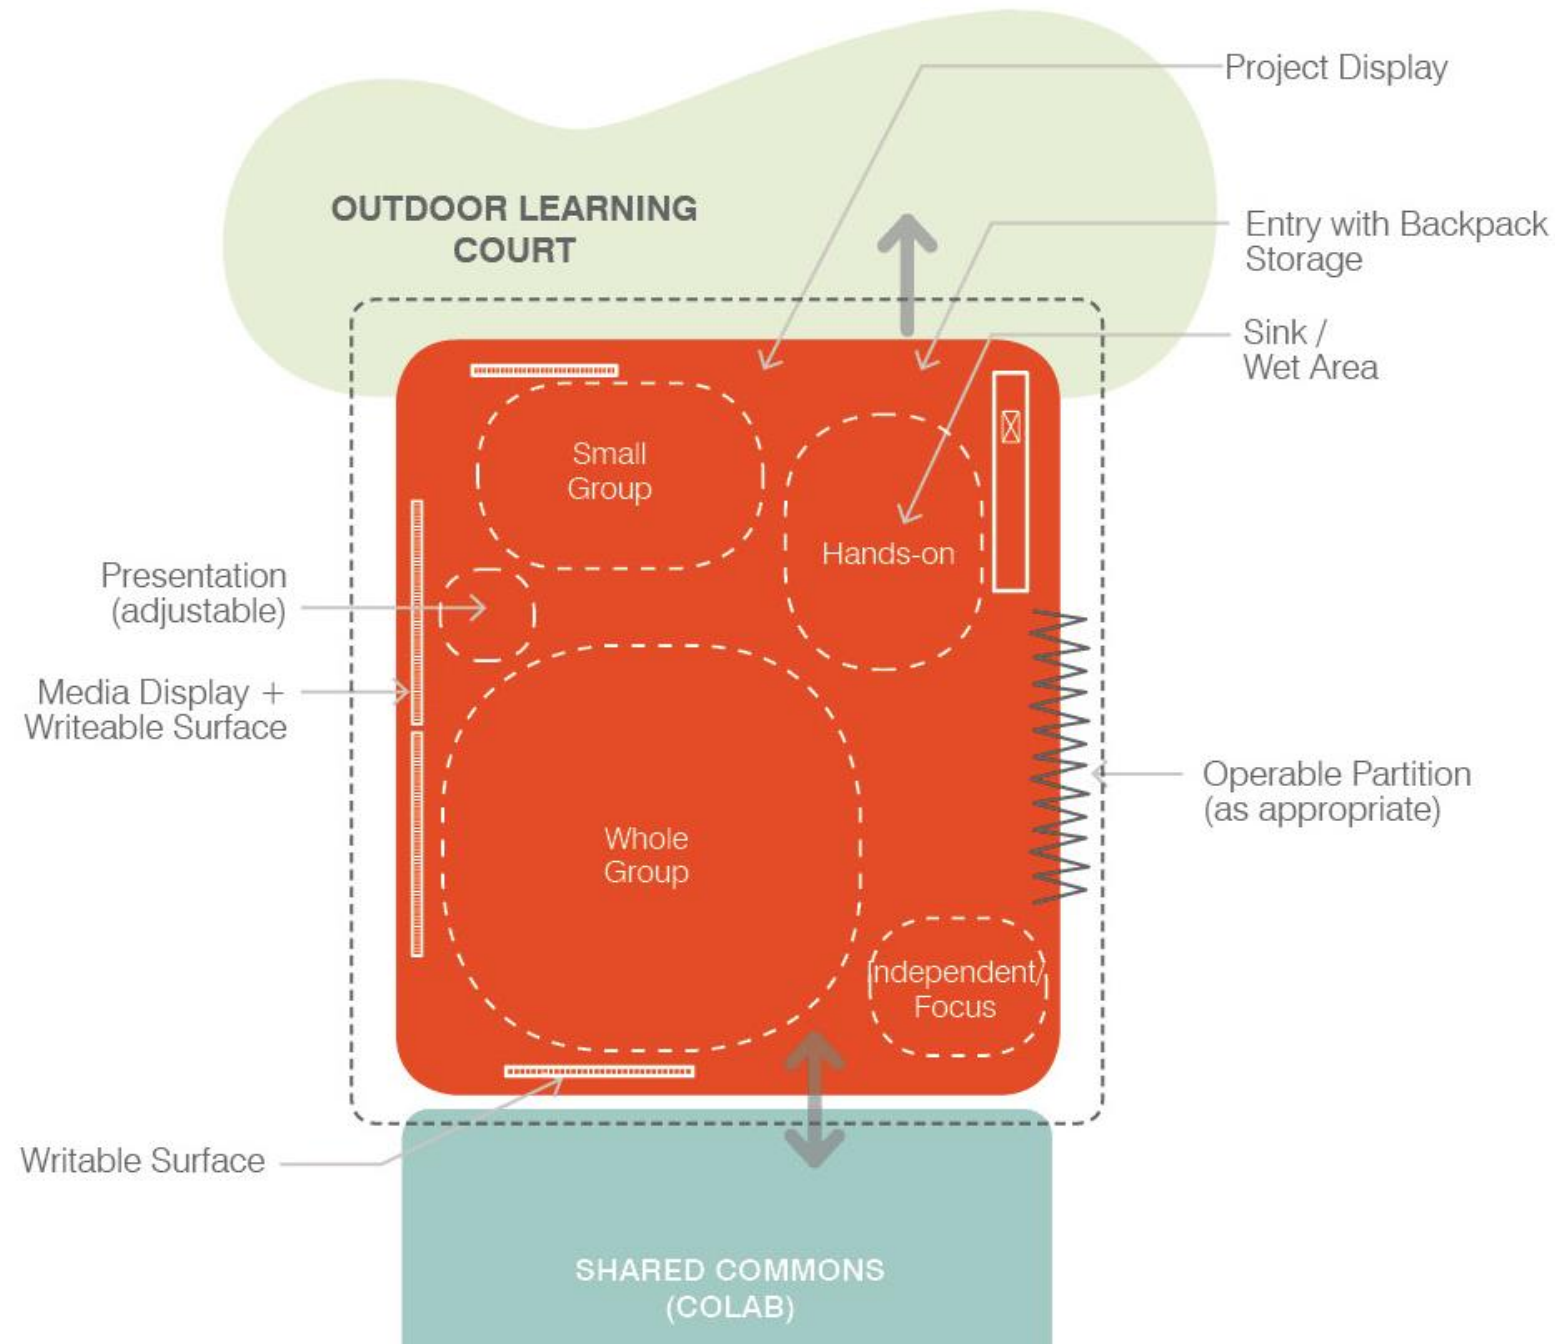 Project Display
OUTDOOR LEARNING
COURT
Entry with Backpack
Storage
Sink /
Wet Area
Small
Group
Hands-on
Presentation
(adjustable)
Media Display +
Writeable Surface
Operable Partition
(as appropriate)
Whole
Group
Independent/
Focus
Writable Surface
SHARED COMMONS
(COLAB)